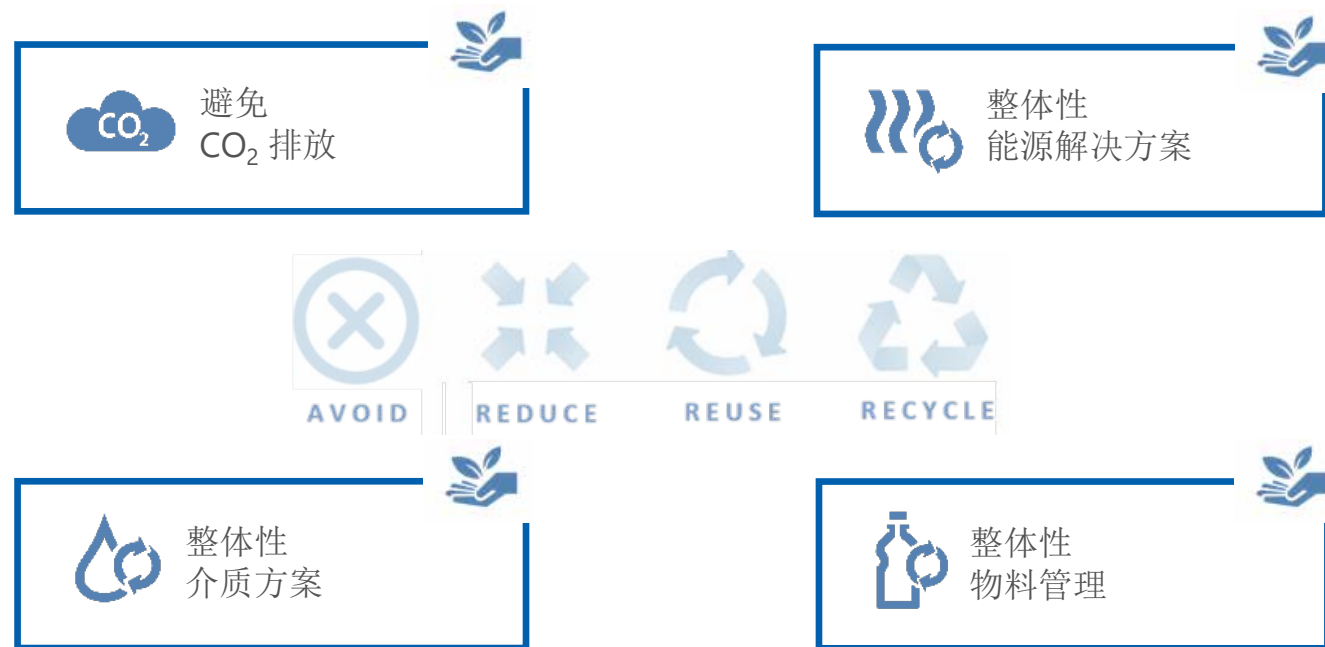 CO₂
避免
CO₂ 排放
整体性
能源解决方案
AVOID
REDUCE
REUSE
RECYCLE
整体性
介质方案
整体性
物料管理